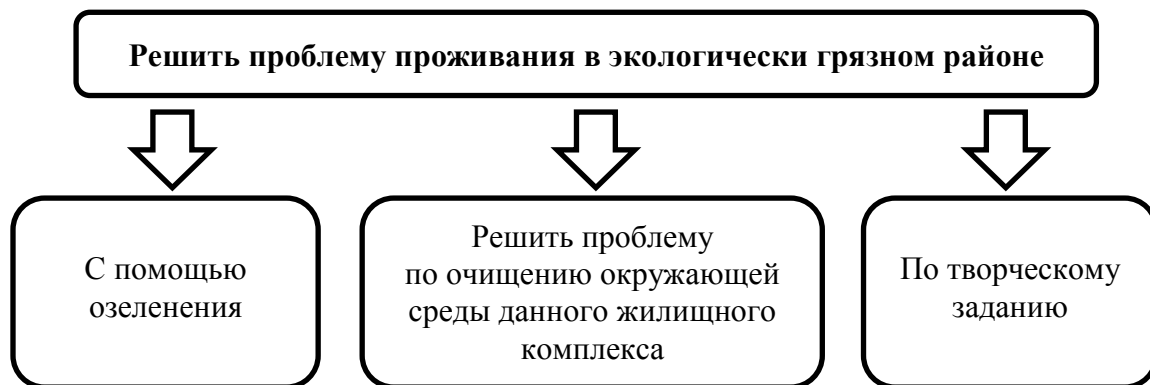 Решить проблему проживания в экологически грязном районе
С помощью
озеленения
Решить проблему
по очищению окружающей
среды данного жилищного
комплекса
По творческому
заданию